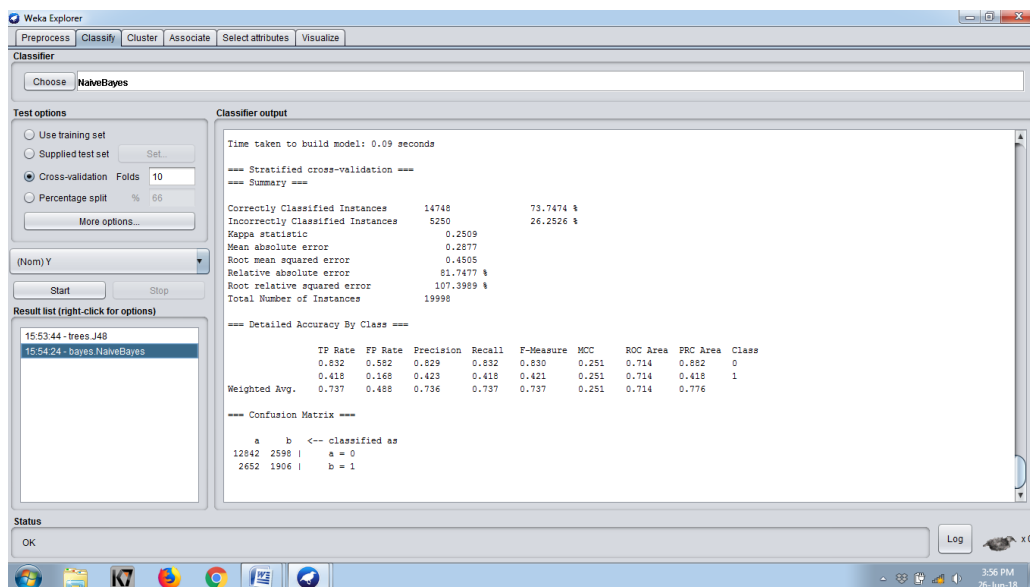 Weka Explorer
Preprocess Classify Cluster Associate Select attributes Visualize
Classifier
Choose NaiveBayes
Test options
Use training set
Supplied test set Set...
Cross-validation Folds 10
Percentage split % 66
More options...
(Nom) Y
Start Stop
Result list (right-click for options)
15:53:44 - trees.J48
15:54:24 - bayes.NaiveBayes
Classifier output
Time taken to build model: 0.09 seconds
=== Stratified cross-validation ===
=== Summary ===
Correctly Classified Instances 14748 73.7474 %
Incorrectly Classified Instances 5250 26.2526 %
Kappa statistic 0.2509
Mean absolute error 0.2877
Root mean squared error 0.4505
Relative absolute error 81.7477 %
Root relative squared error 107.3989 %
Total Number of Instances 19998
=== Detailed Accuracy By Class ===
TP Rate FP Rate Precision Recall F-Measure MCC ROC Area PRC Area Class
0.832 0.582 0.829 0.832 0.830 0.251 0.714 0.882 0
0.418 0.168 0.423 0.418 0.421 0.251 0.714 0.418 1
Weighted Avg. 0.737 0.488 0.736 0.737 0.737 0.251 0.714 0.776
=== Confusion Matrix ===
a b <-- classified as
12842 2598 | a = 0
2652 1906 | b = 1
Status
OK
Log
x 0
K7
W
3:56 PM
26-Jun-18